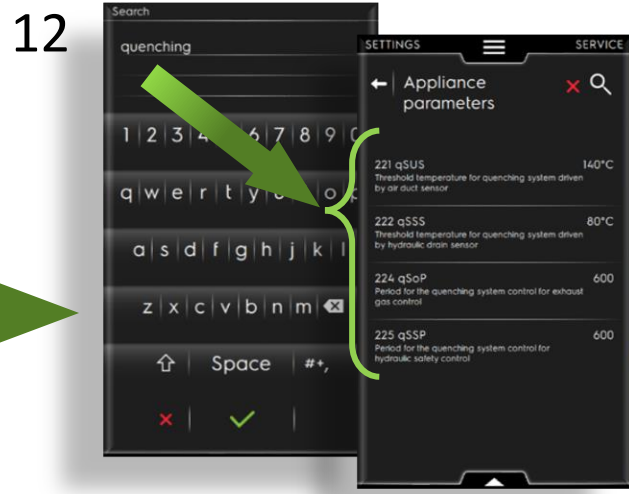 12
Search
quenching
1 2 3 4 6 7 8 9 0
q w e r t y u o p
a s d f g h j k l
z x c v b n m
Space #+,
SETTINGS SERVICE
Appliance
parameters
221 qSUS 140°C
Threshold temperature for quenching system driven
by air duct sensor
222 qSSS 80°C
Threshold temperature for quenching system driven
by hydraulic drain sensor
224 qSoP 600
Period for the quenching system control for exhaust
gas control
225 qSSP 600
Period for the quenching system control for
hydraulic safety control